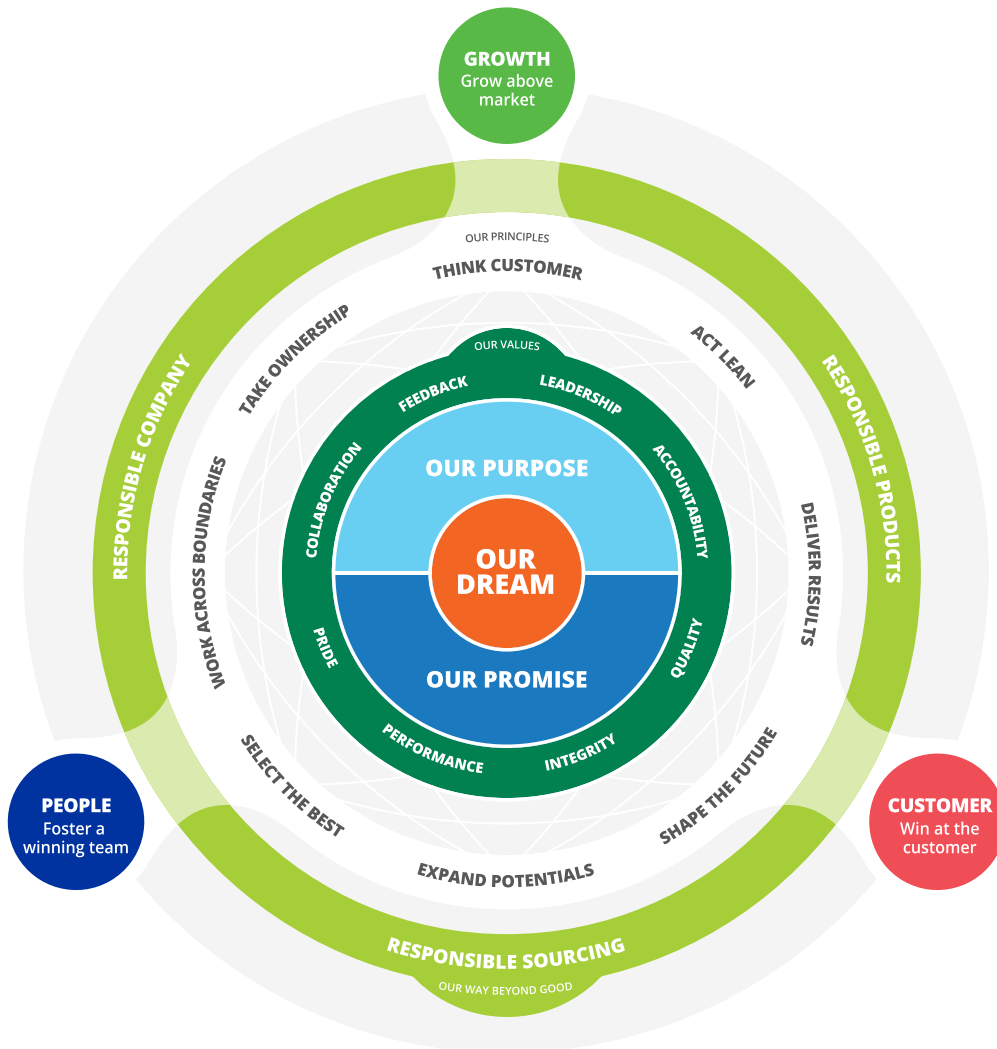 GROWTH
Grow above
market
OUR PRINCIPLES
THINK CUSTOMER
TAKE OWNERSHIP
ACT LEAN
OUR VALUES
FEEDBACK
LEADERSHIP
RESPONSIBLE COMPANY
RESPONSIBLE PRODUCTS
COLLABORATION
ACCOUNTABILITY
OUR PURPOSE
WORK ACROSS BOUNDARIES
DELIVER RESULTS
OUR
DREAM
PRIDE
QUALITY
OUR PROMISE
PERFORMANCE
INTEGRITY
SELECT THE BEST
SHAPE THE FUTURE
PEOPLE
Foster a
winning team
CUSTOMER
Win at the
customer
EXPAND POTENTIALS
RESPONSIBLE SOURCING
OUR WAY BEYOND GOOD